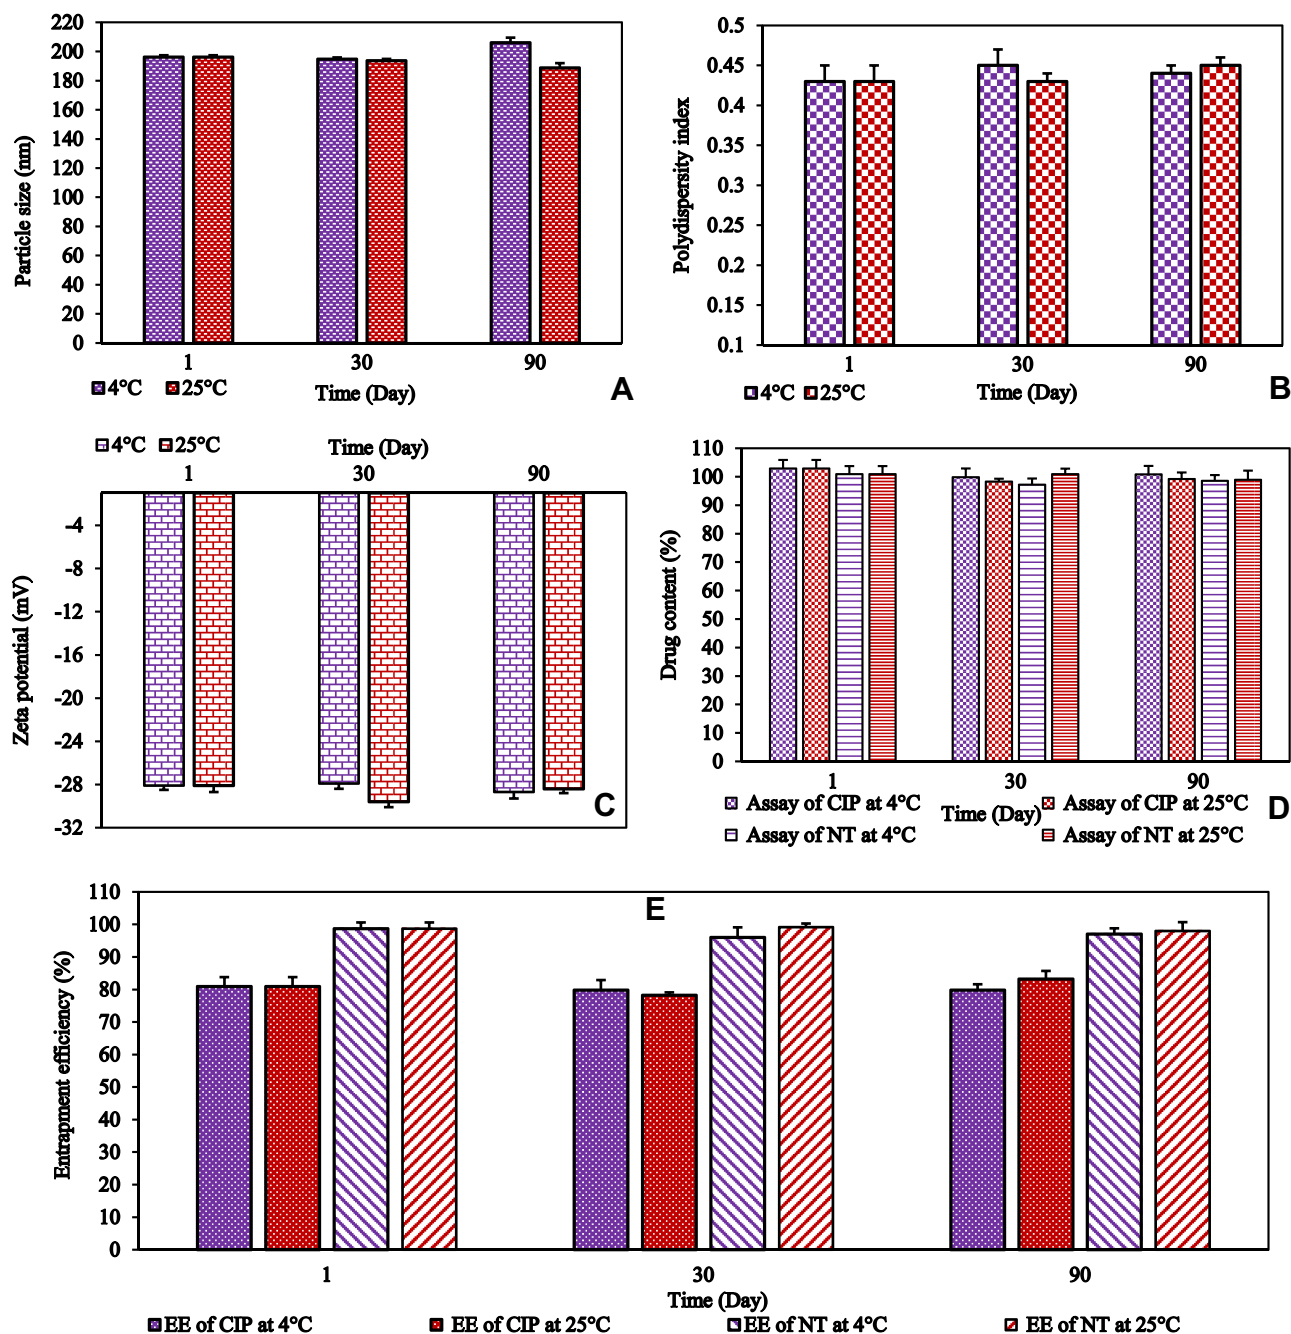 220
200
180
160
140
120
100
80
60
40
20
0
Particle size (nm)
1 30 90
4°C 25°C
Time (Day)
A
0.5
0.45
0.4
0.35
0.3
0.25
0.2
0.15
0.1
Polydispersity index
1 30 90
4°C 25°C
Time (Day)
B
4°C 25°C
Time (Day)
1 30 90
-4
-8
-12
-16
-20
-24
-28
-32
Zeta potential (mV)
C
110
100
90
80
70
60
50
40
30
20
10
0
Drug content (%)
1 30 90
Assay of CIP at 4°C Assay of CIP at 25°C
Time (Day)
Assay of NT at 4°C Assay of NT at 25°C
D
E
110
100
90
80
70
60
50
40
30
20
10
0
Entrapment efficiency (%)
1 30 90
Time (Day)
EE of CIP at 4°C EE of CIP at 25°C EE of NT at 4°C EE of NT at 25°C